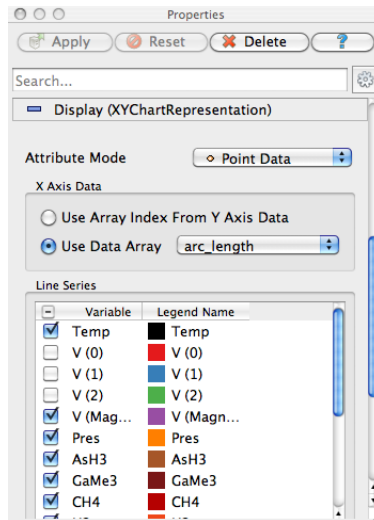 Properties
Apply Reset Delete ?
Search...
Display (XYChartRepresentation)
Attribute Mode Point Data
X Axis Data
Use Array Index From Y Axis Data
Use Data Array arc_length
Line Series
Variable Legend Name
Temp Temp
V (0) V (0)
V (1) V (1)
V (2) V (2)
V (Mag... V (Magn...
Pres Pres
AsH3 AsH3
GaMe3 GaMe3
CH4 CH4